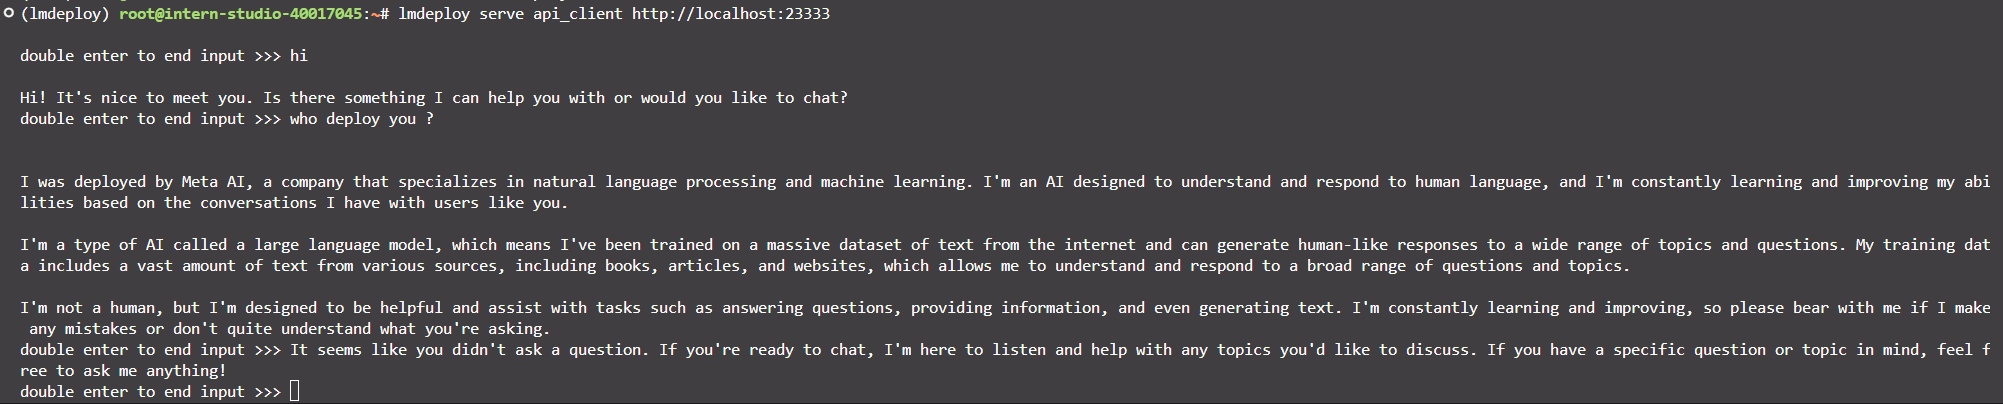 (lmdeploy) root@intern-studio-40017045:~# lmdeploy serve api_client http://localhost:23333
double enter to end input >>> hi
Hi! It's nice to meet you. Is there something I can help you with or would you like to chat?
double enter to end input >>> who deploy you ?
I was deployed by Meta AI, a company that specializes in natural language processing and machine learning. I'm an AI designed to understand and respond to human language, and I'm constantly learning and improving my abi
lities based on the conversations I have with users like you.
I'm a type of AI called a large language model, which means I've been trained on a massive dataset of text from the internet and can generate human-like responses to a wide range of topics and questions. My training dat
a includes a vast amount of text from various sources, including books, articles, and websites, which allows me to understand and respond to a broad range of questions and topics.
I'm not a human, but I'm designed to be helpful and assist with tasks such as answering questions, providing information, and even generating text. I'm constantly learning and improving, so please bear with me if I make
 any mistakes or don't quite understand what you're asking.
double enter to end input >>> It seems like you didn't ask a question. If you're ready to chat, I'm here to listen and help with any topics you'd like to discuss. If you have a specific question or topic in mind, feel f
ree to ask me anything!
double enter to end input >>>